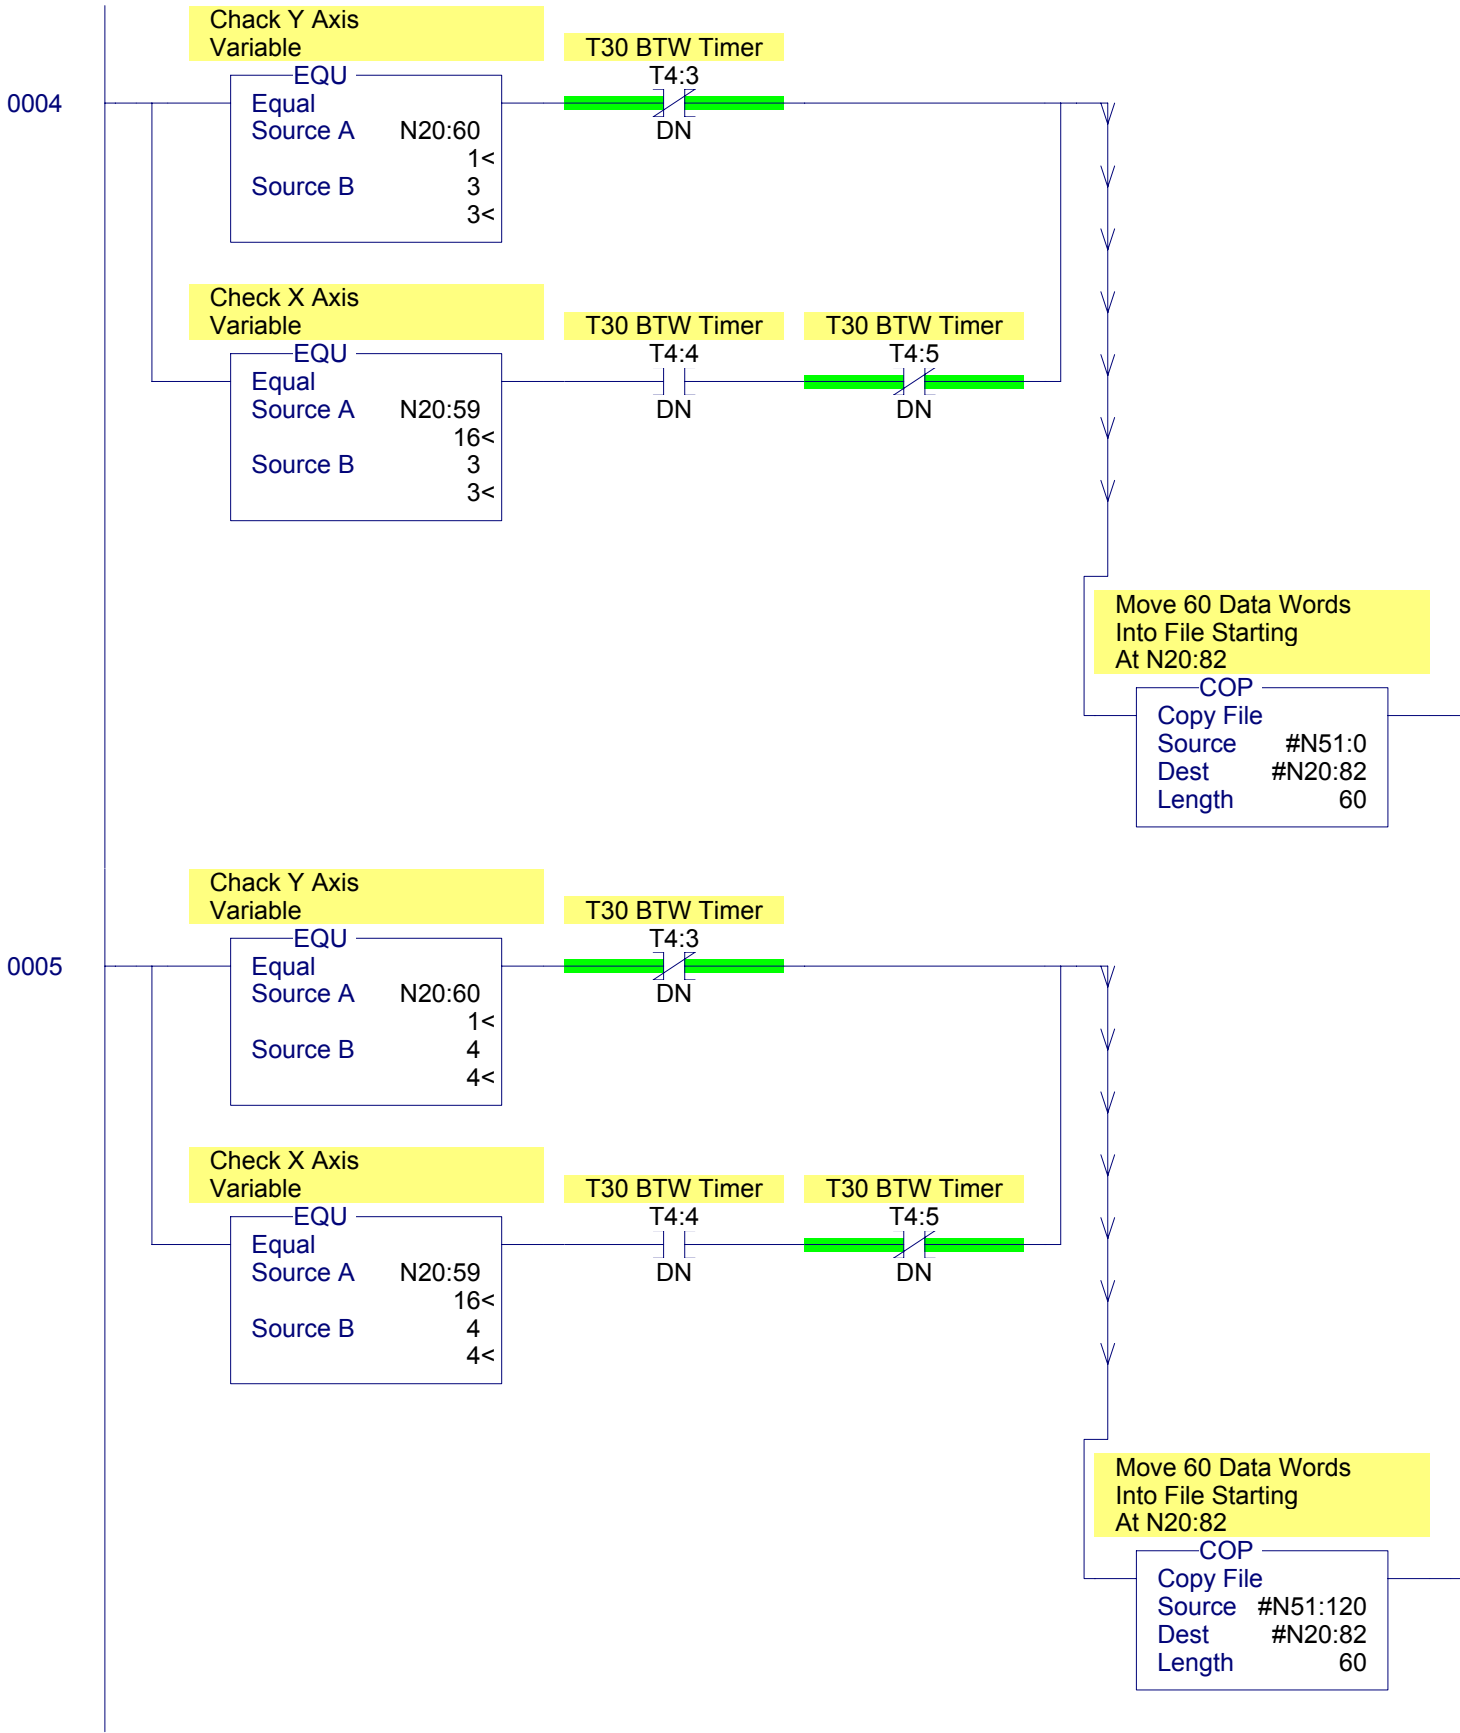 Chack Y Axis
Variable
T30 BTW Timer
EQU
T4:3
0004
Equal
Source A N20:60
DN
1<
Source B 3
3<
Check X Axis
Variable
T30 BTW Timer
T30 BTW Timer
EQU
T4:4
T4:5
Equal
Source A N20:59
DN
DN
16<
Source B 3
3<
Move 60 Data Words
Into File Starting
At N20:82
COP
Copy File
Source #N51:0
Dest #N20:82
Length 60
Chack Y Axis
Variable
T30 BTW Timer
EQU
T4:3
0005
Equal
Source A N20:60
DN
1<
Source B 4
4<
Check X Axis
Variable
T30 BTW Timer
T30 BTW Timer
EQU
T4:4
T4:5
Equal
Source A N20:59
DN
DN
16<
Source B 4
4<
Move 60 Data Words
Into File Starting
At N20:82
COP
Copy File
Source #N51:120
Dest #N20:82
Length 60